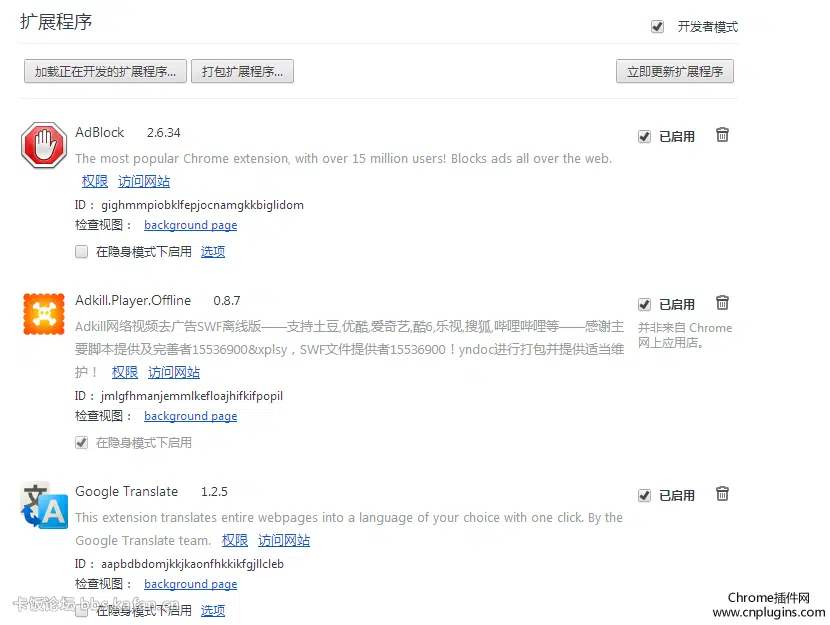 扩展程序
开发者模式
加载正在开发的扩展程序... 打包扩展程序... 立即更新扩展程序
AdBlock 2.6.34
已启用
The most popular Chrome extension, with over 15 million users! Blocks ads all over the web.
权限 访问网站
ID： gighmmpiobklfepjocnamgkkbiglidom
检查视图： background page
在隐身模式下启用 选项
Adkill.Player.Offline 0.8.7
已启用
Adkill网络视频去广告SWF离线版——支持土豆,优酷,爱奇艺,酷6,乐视,搜狐,哔哩哔哩等——感谢主
要脚本提供及完善者15536900&xplsy，SWF文件提供者15536900！yndoc进行打包并提供适当维
护！ 权限 访问网站
并非来自 Chrome
网上应用店。
ID： jmlgfhmanjemmlkefloajhifkifpopil
检查视图： background page
在隐身模式下启用
Google Translate 1.2.5
已启用
This extension translates entire webpages into a language of your choice with one click. By the
Google Translate team. 权限 访问网站
ID： aapbdbdomjkkjkaonfhkkikfgjllcleb
检查视图： background page
在隐身模式下启用 选项
卡饭论坛 bbs.kafan.cn
Chrome插件网
www.cnplugins.com